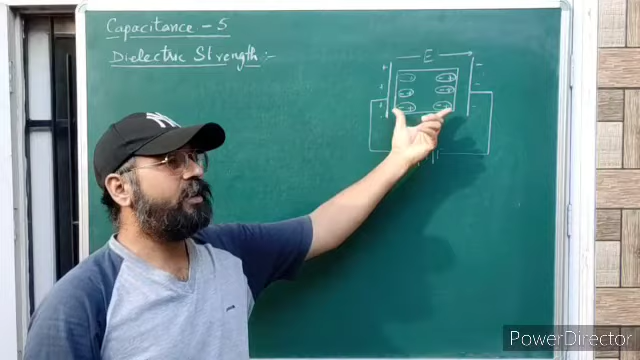 Capacitance - 5
Dielectric Strength :-
E
PowerDirector